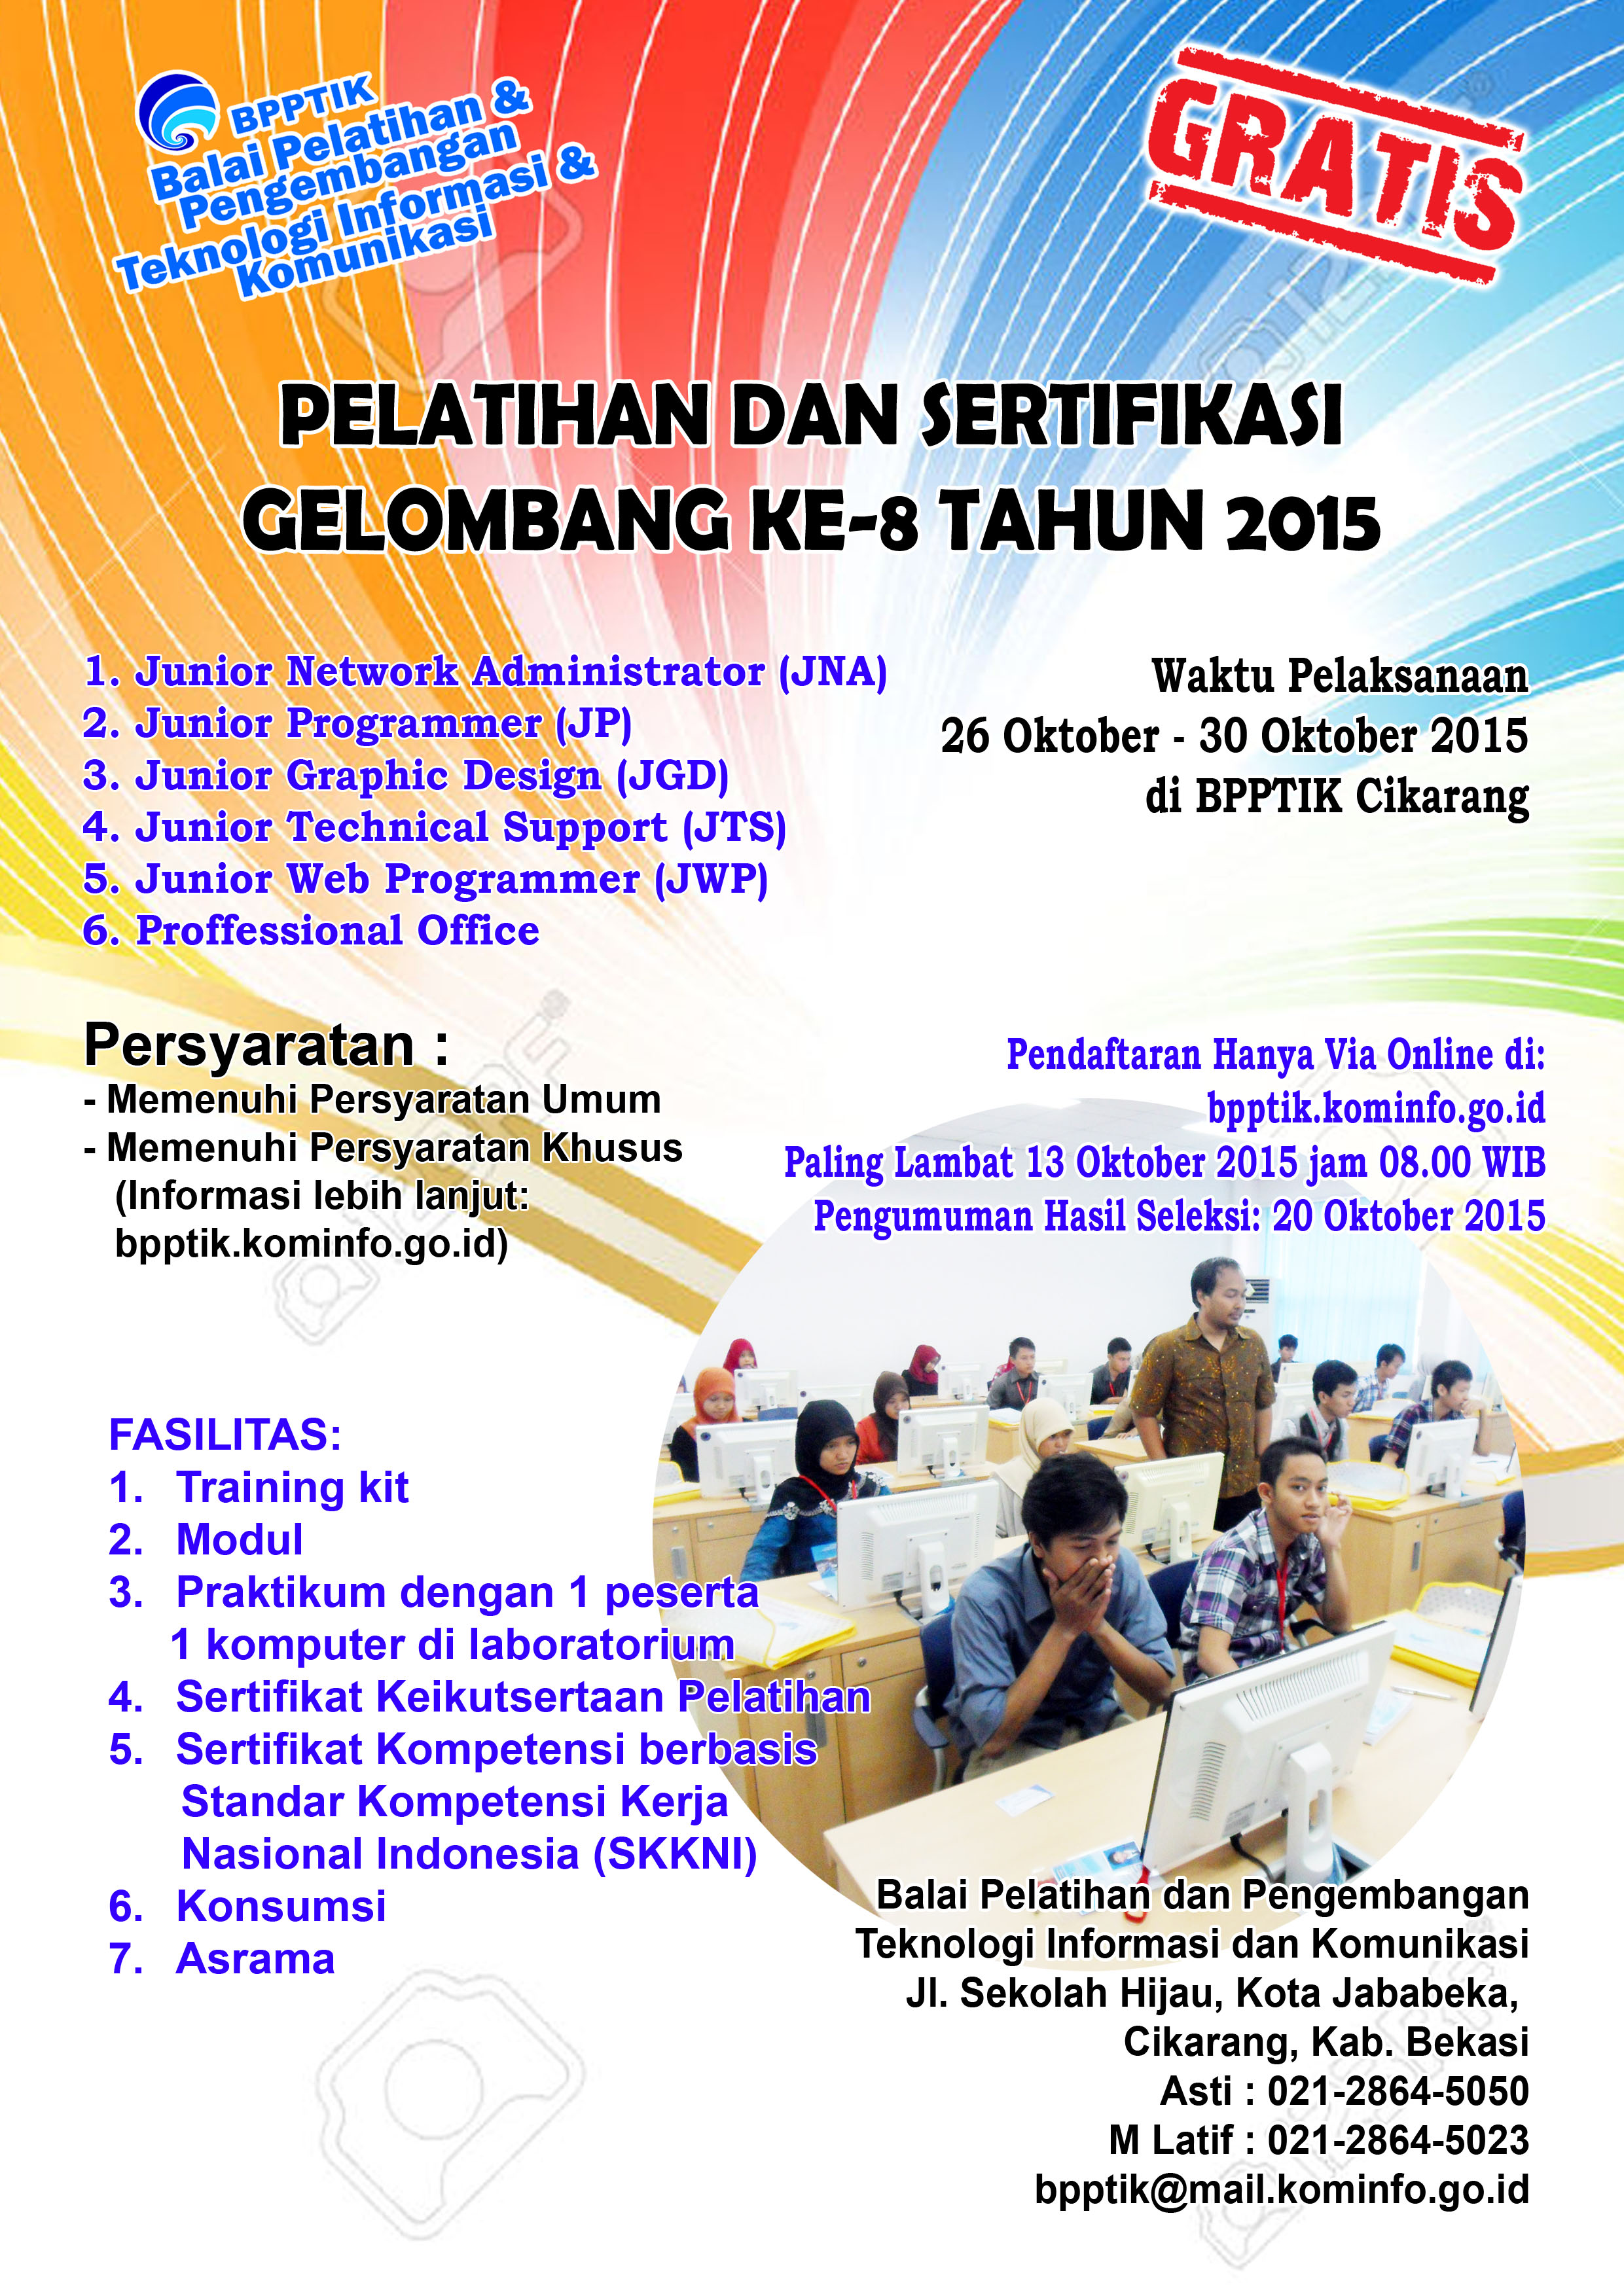 BPPTIK
Balai Pelatihan &
Pengembangan
Teknologi Informasi &
Komunikasi
GRATIS
PELATIHAN DAN SERTIFIKASI
GELOMBANG KE-8 TAHUN 2015
1. Junior Network Administrator (JNA)
2. Junior Programmer (JP)
3. Junior Graphic Design (JGD)
4. Junior Technical Support (JTS)
5. Junior Web Programmer (JWP)
6. Proffessional Office
Waktu Pelaksanaan
26 Oktober - 30 Oktober 2015
di BPPTIK Cikarang
Persyaratan :
- Memenuhi Persyaratan Umum
- Memenuhi Persyaratan Khusus
(Informasi lebih lanjut:
bpptik.kominfo.go.id)
Pendaftaran Hanya Via Online di:
bpptik.kominfo.go.id
Paling Lambat 13 Oktober 2015 jam 08.00 WIB
Pengumuman Hasil Seleksi: 20 Oktober 2015
FASILITAS:
1. Training kit
2. Modul
3. Praktikum dengan 1 peserta
1 komputer di laboratorium
4. Sertifikat Keikutsertaan Pelatihan
5. Sertifikat Kompetensi berbasis
Standar Kompetensi Kerja
Nasional Indonesia (SKKNI)
6. Konsumsi
7. Asrama
Balai Pelatihan dan Pengembangan
Teknologi Informasi dan Komunikasi
Jl. Sekolah Hijau, Kota Jababeka,
Cikarang, Kab. Bekasi
Asti : 021-2864-5050
M Latif : 021-2864-5023
bpptik@mail.kominfo.go.id